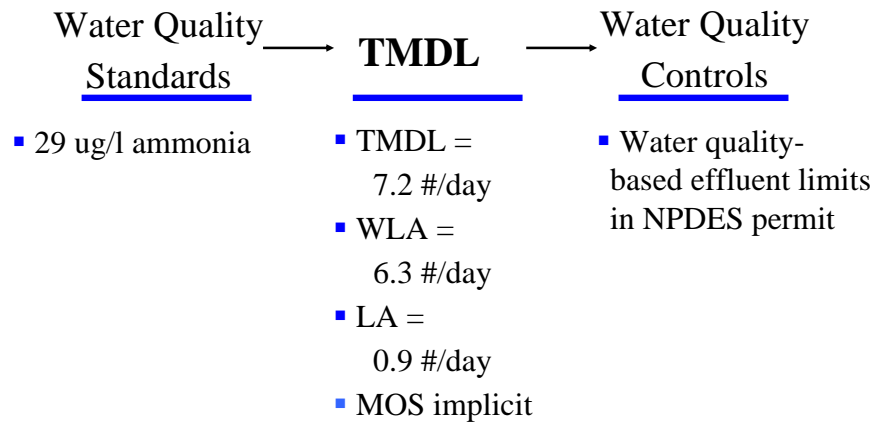 Water Quality
Standards
29 ug/l ammonia
TMDL
TMDL =
7.2 #/day
WLA =
6.3 #/day
LA =
0.9 #/day
MOS implicit
Water Quality
Controls
Water quality-
based effluent limits
in NPDES permit